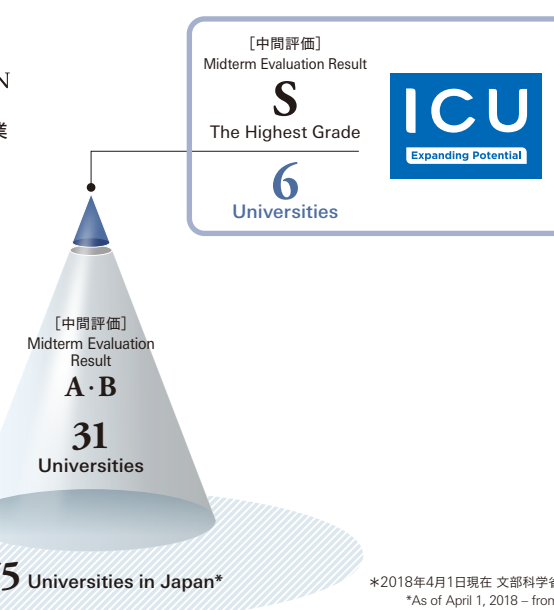 N
業
［中間評価］
Midterm Evaluation Result
S
The Highest Grade
6
Universities
ICU
Expanding Potential
［中間評価］
Midterm Evaluation
Result
A·B
31
Universities
5 Universities in Japan*
＊2018年4月1日現在 文部科学省
*As of April 1, 2018 – from